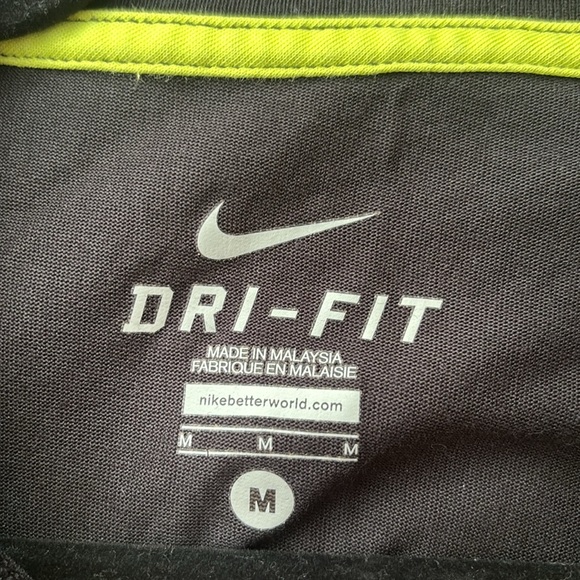 DRI-FIT
MADE IN MALAYSIA
FABRIQUE EN MALAISIE
nikebetterworld.com
M M M
M